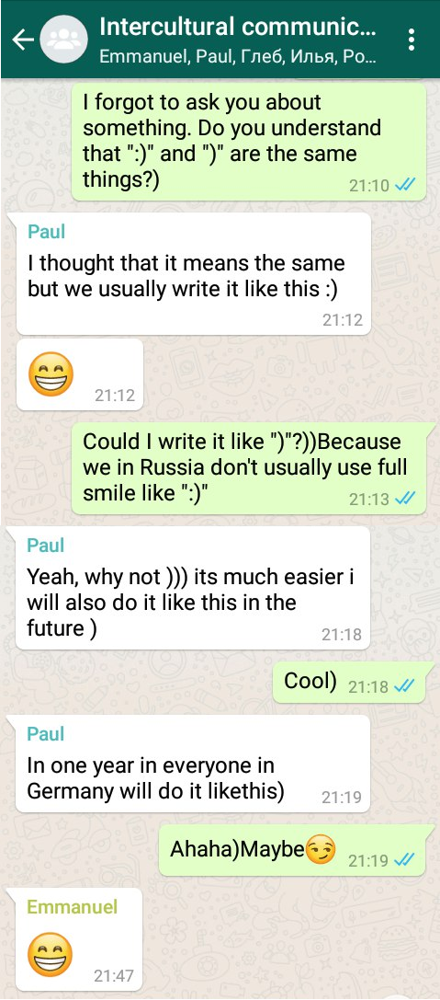 Intercultural communic...
Emmanuel, Paul, Глеб, Илья, Ро...
I forgot to ask you about
something. Do you understand
that ":)" and ")" are the same
things?)
21:10
Paul
I thought that it means the same
but we usually write it like this :)
21:12
21:12
Could I write it like ")"?))Because
we in Russia don't usually use full
smile like ":)"
21:13
Paul
Yeah, why not ))) its much easier i
will also do it like this in the
future )
21:18
Cool)
21:18
Paul
In one year in everyone in
Germany will do it likethis)
21:19
Ahaha)Maybe😏
21:19
Emmanuel
21:47